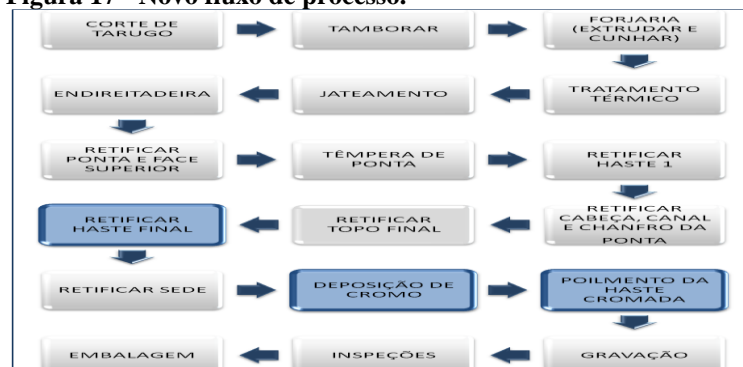 Figura 17 - Novo fluxo de processo.
CORTE DE
TARUGO
TAMBORAR
FORJARIA
(EXTRUDAR E
CUNHAR)
ENDIREITADEIRA
JATEAMENTO
TRATAMENTO
TÉRMICO
RETIFICAR
PONTA E FACE
SUPERIOR
TÊMPERA DE
PONTA
RETIFICAR
HASTE 1
RETIFICAR
HASTE FINAL
RETIFICAR
TOPO FINAL
RETIFICAR
CABEÇA, CANAL
E CHANFRO DA
PONTA
RETIFICAR SEDE
DEPOSIÇÃO DE
CROMO
POILMENTO DA
HASTE
CROMADA
EMBALAGEM
INSPEÇÕES
GRAVAÇÃO